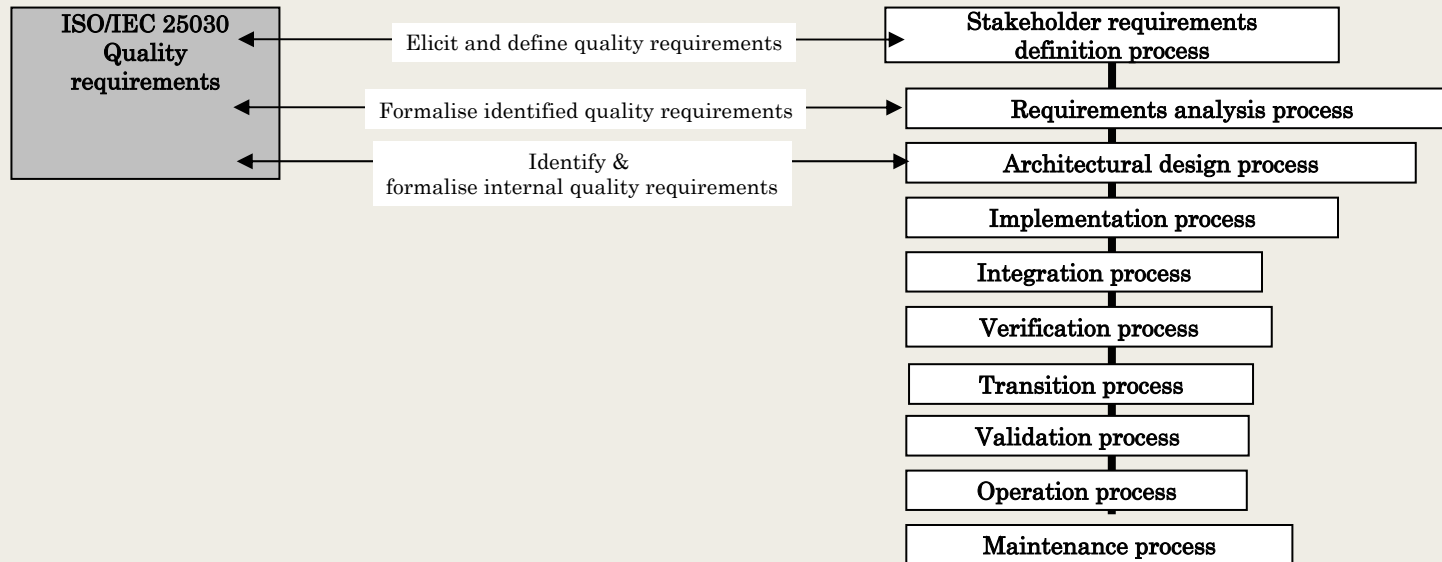 ISO/IEC 25030
Quality
requirements
Elicit and define quality requirements
Stakeholder requirements
definition process
Formalise identified quality requirements
Requirements analysis process
Identify &
formalise internal quality requirements
Architectural design process
Implementation process
Integration process
Verification process
Transition process
Validation process
Operation process
Maintenance process